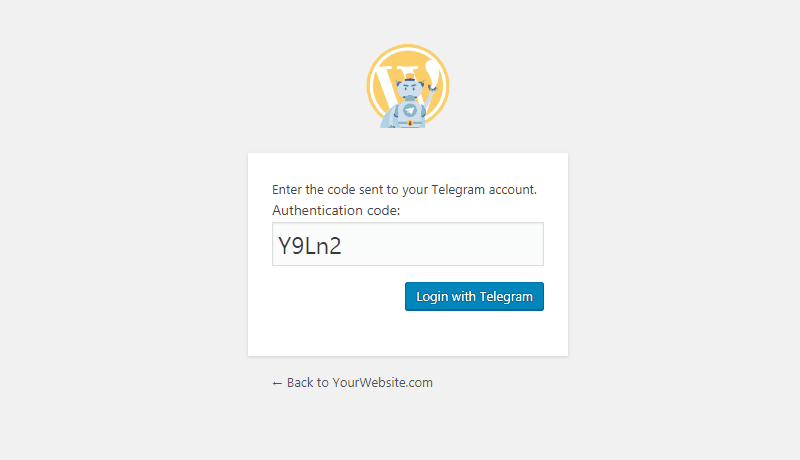 Enter the code sent to your Telegram account.
Authentication code:
Y9Ln2
Login with Telegram
← Back to YourWebsite.com